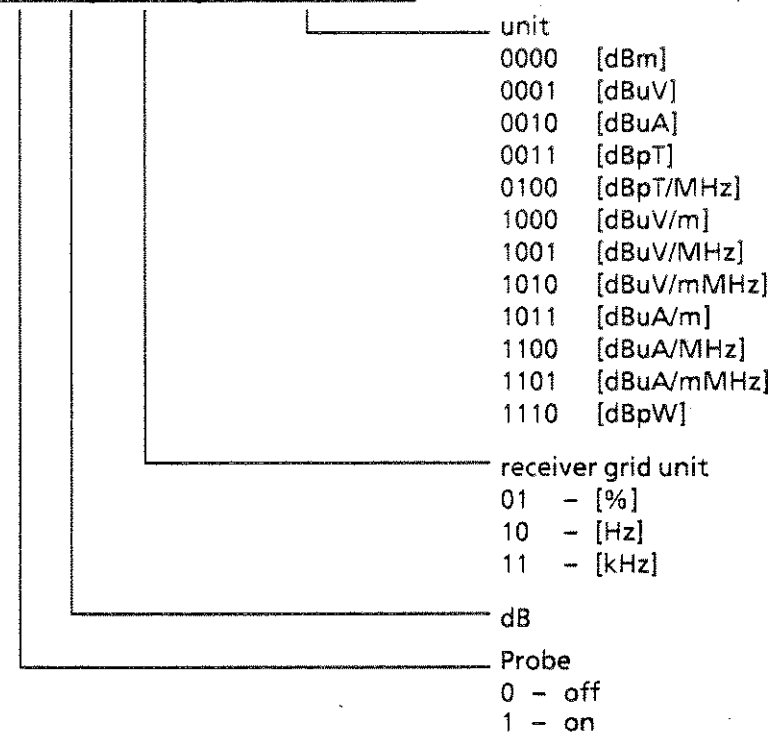 unit
0000 [dBm]
0001 [dBuV]
0010 [dBuA]
0011 [dBpT]
0100 [dBpT/MHz]
1000 [dBuV/m]
1001 [dBuV/MHz]
1010 [dBuV/mMHz]
1011 [dBuA/m]
1100 [dBuA/MHz]
1101 [dBuA/mMHz]
1110 [dBpW]
receiver grid unit
01 – [%]
10 – [Hz]
11 – [kHz]
dB
Probe
0 – off
1 – on